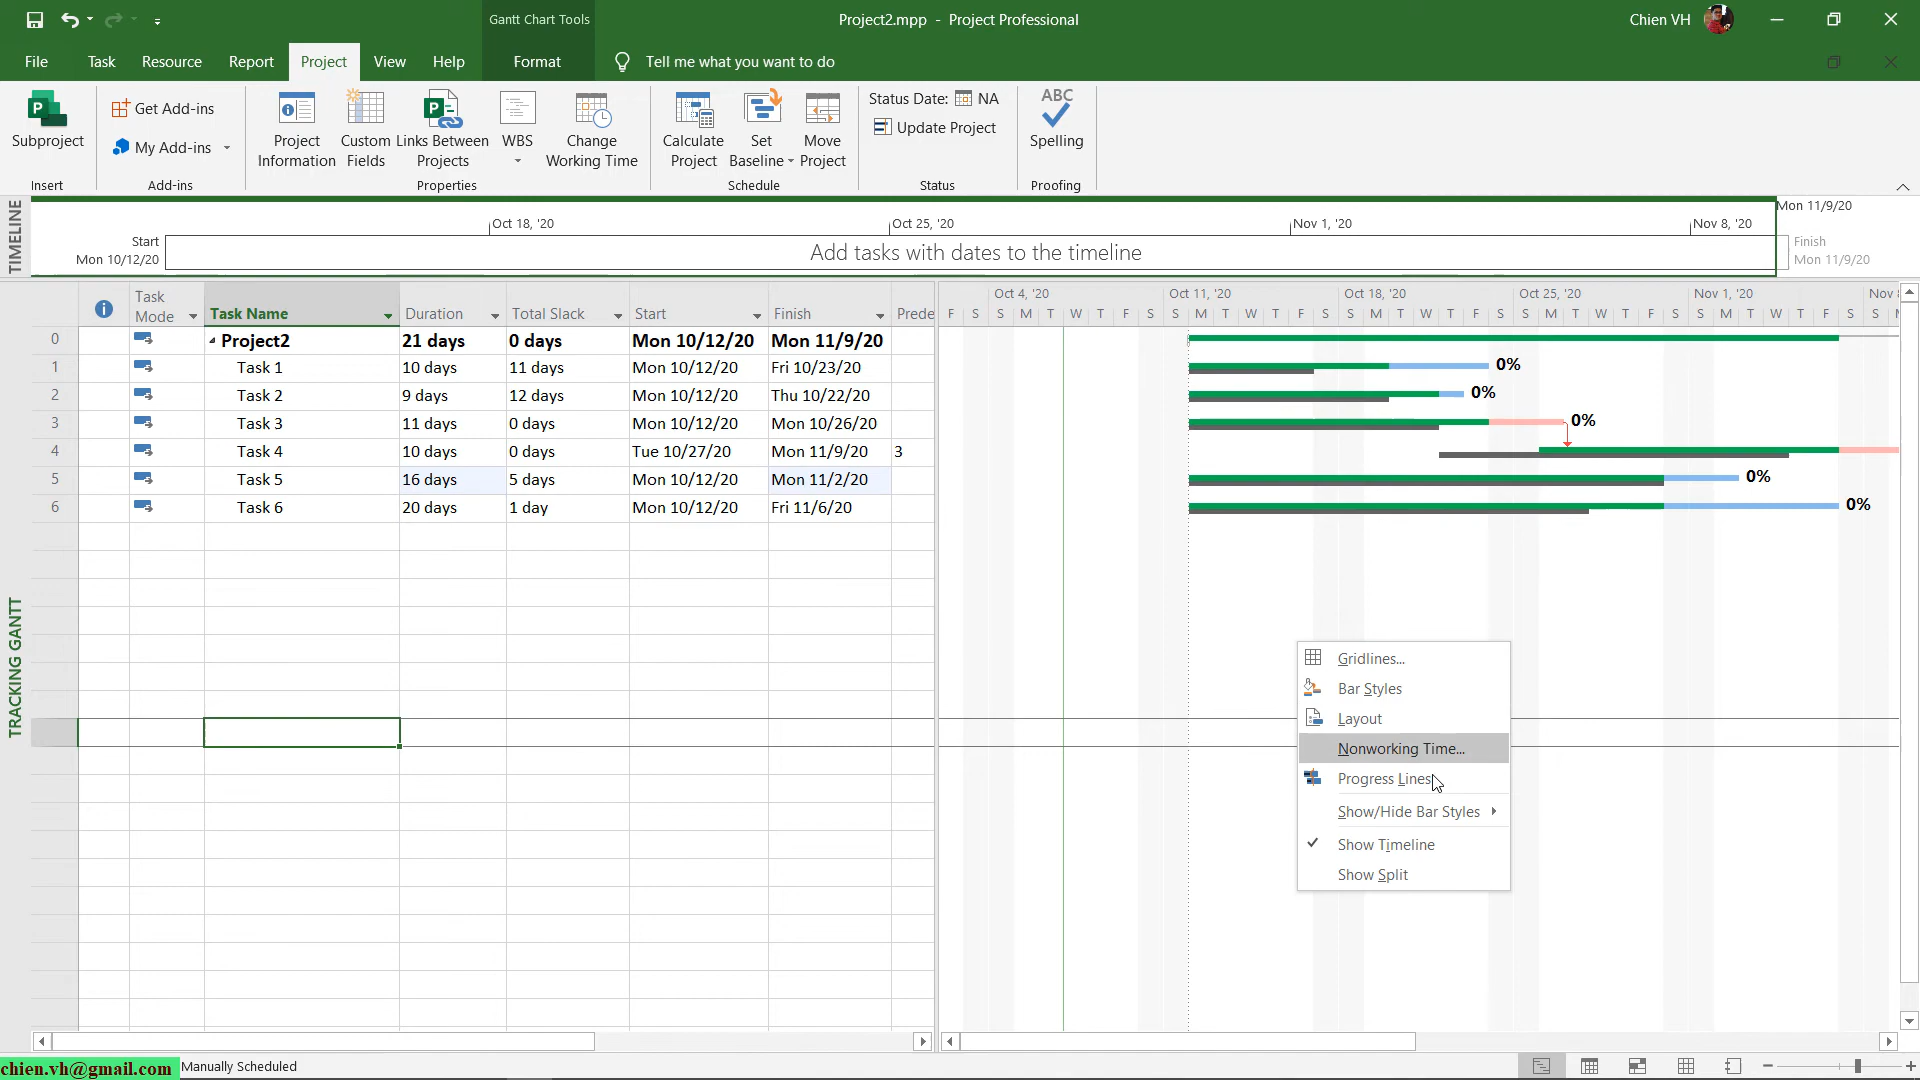 Gantt Chart Tools
Project2.mpp - Project Professional
Chien VH
File
Task
Resource
Report
Project
View
Help
Format
Tell me what you want to do
Subproject
Insert
Get Add-ins
My Add-ins
Add-ins
Project Information
Custom Fields
Links Between Projects
WBS
Change Working Time
Properties
Calculate Project
Set Baseline
Move Project
Schedule
Status Date: NA
Update Project
Status
ABC
Spelling
Proofing
TIMELINE
Oct 18, '20
Oct 25, '20
Nov 1, '20
Nov 8, '20
Mon 11/9/20
Start
Mon 10/12/20
Add tasks with dates to the timeline
Finish
Mon 11/9/20
Task Mode
Task Name
Duration
Total Slack
Start
Finish
Prede
0 Project2 21 days 0 days Mon 10/12/20 Mon 11/9/20
1 Task 1 10 days 11 days Mon 10/12/20 Fri 10/23/20
2 Task 2 9 days 12 days Mon 10/12/20 Thu 10/22/20
3 Task 3 11 days 0 days Mon 10/12/20 Mon 10/26/20
4 Task 4 10 days 0 days Tue 10/27/20 Mon 11/9/20 3
5 Task 5 16 days 5 days Mon 10/12/20 Mon 11/2/20
6 Task 6 20 days 1 day Mon 10/12/20 Fri 11/6/20
Oct 4, '20
Oct 11, '20
Oct 18, '20
Oct 25, '20
Nov 1, '20
Nov
F S S M T W T F S S M T W T F S S M T W T F S S M T W T F S S M T W T F S S M
0%
0%
0%
0%
0%
Gridlines...
Bar Styles
Layout
Nonworking Time...
Progress Lines
Show/Hide Bar Styles
Show Timeline
Show Split
TRACKING GANTT
chien.vh@gmail.com
Manually Scheduled